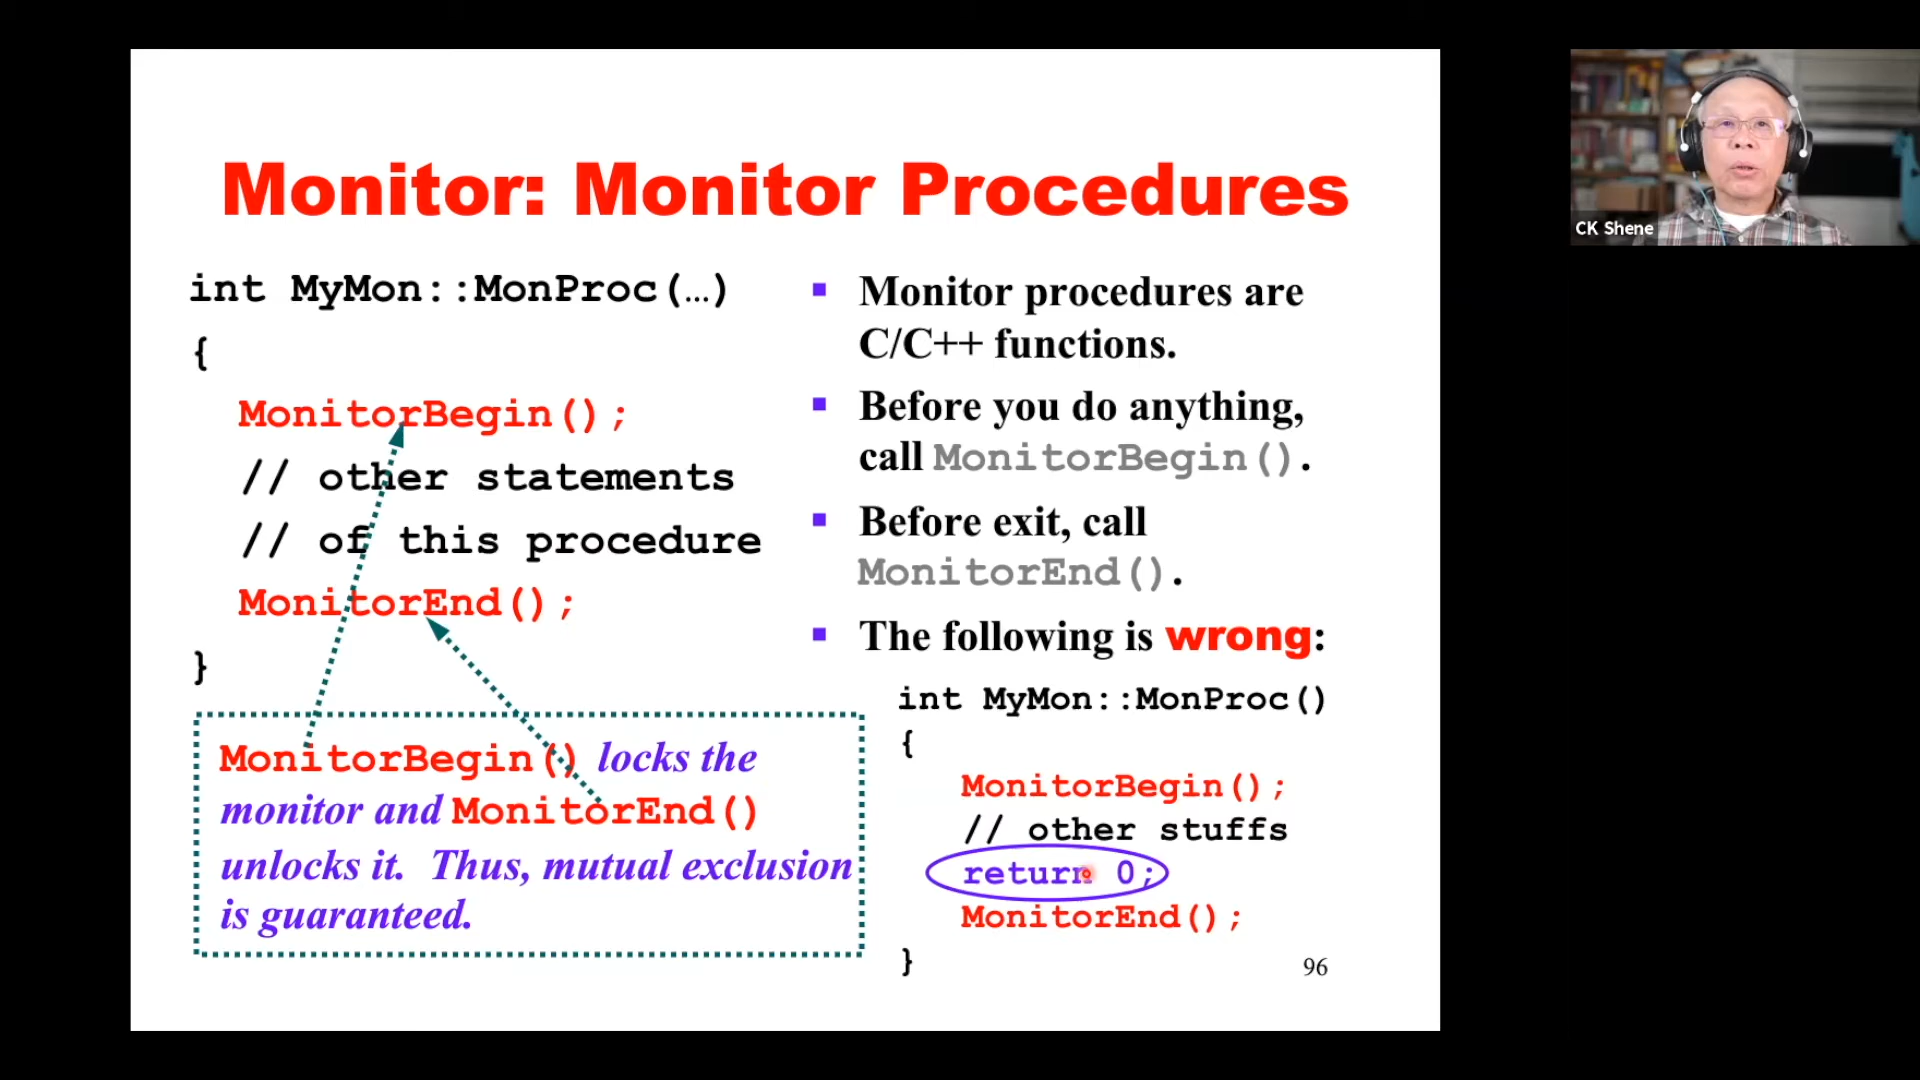 Monitor: Monitor Procedures
int MyMon::MonProc(…)
{
MonitorBegin();
// other statements
// of this procedure
MonitorEnd();
}
MonitorBegin() locks the
monitor and MonitorEnd()
unlocks it. Thus, mutual exclusion
is guaranteed.
▪ Monitor procedures are
C/C++ functions.
▪ Before you do anything,
call MonitorBegin().
▪ Before exit, call
MonitorEnd().
▪ The following is wrong:
int MyMon::MonProc()
{
MonitorBegin();
// other stuffs
return 0;
MonitorEnd();
}
96
CK Shene